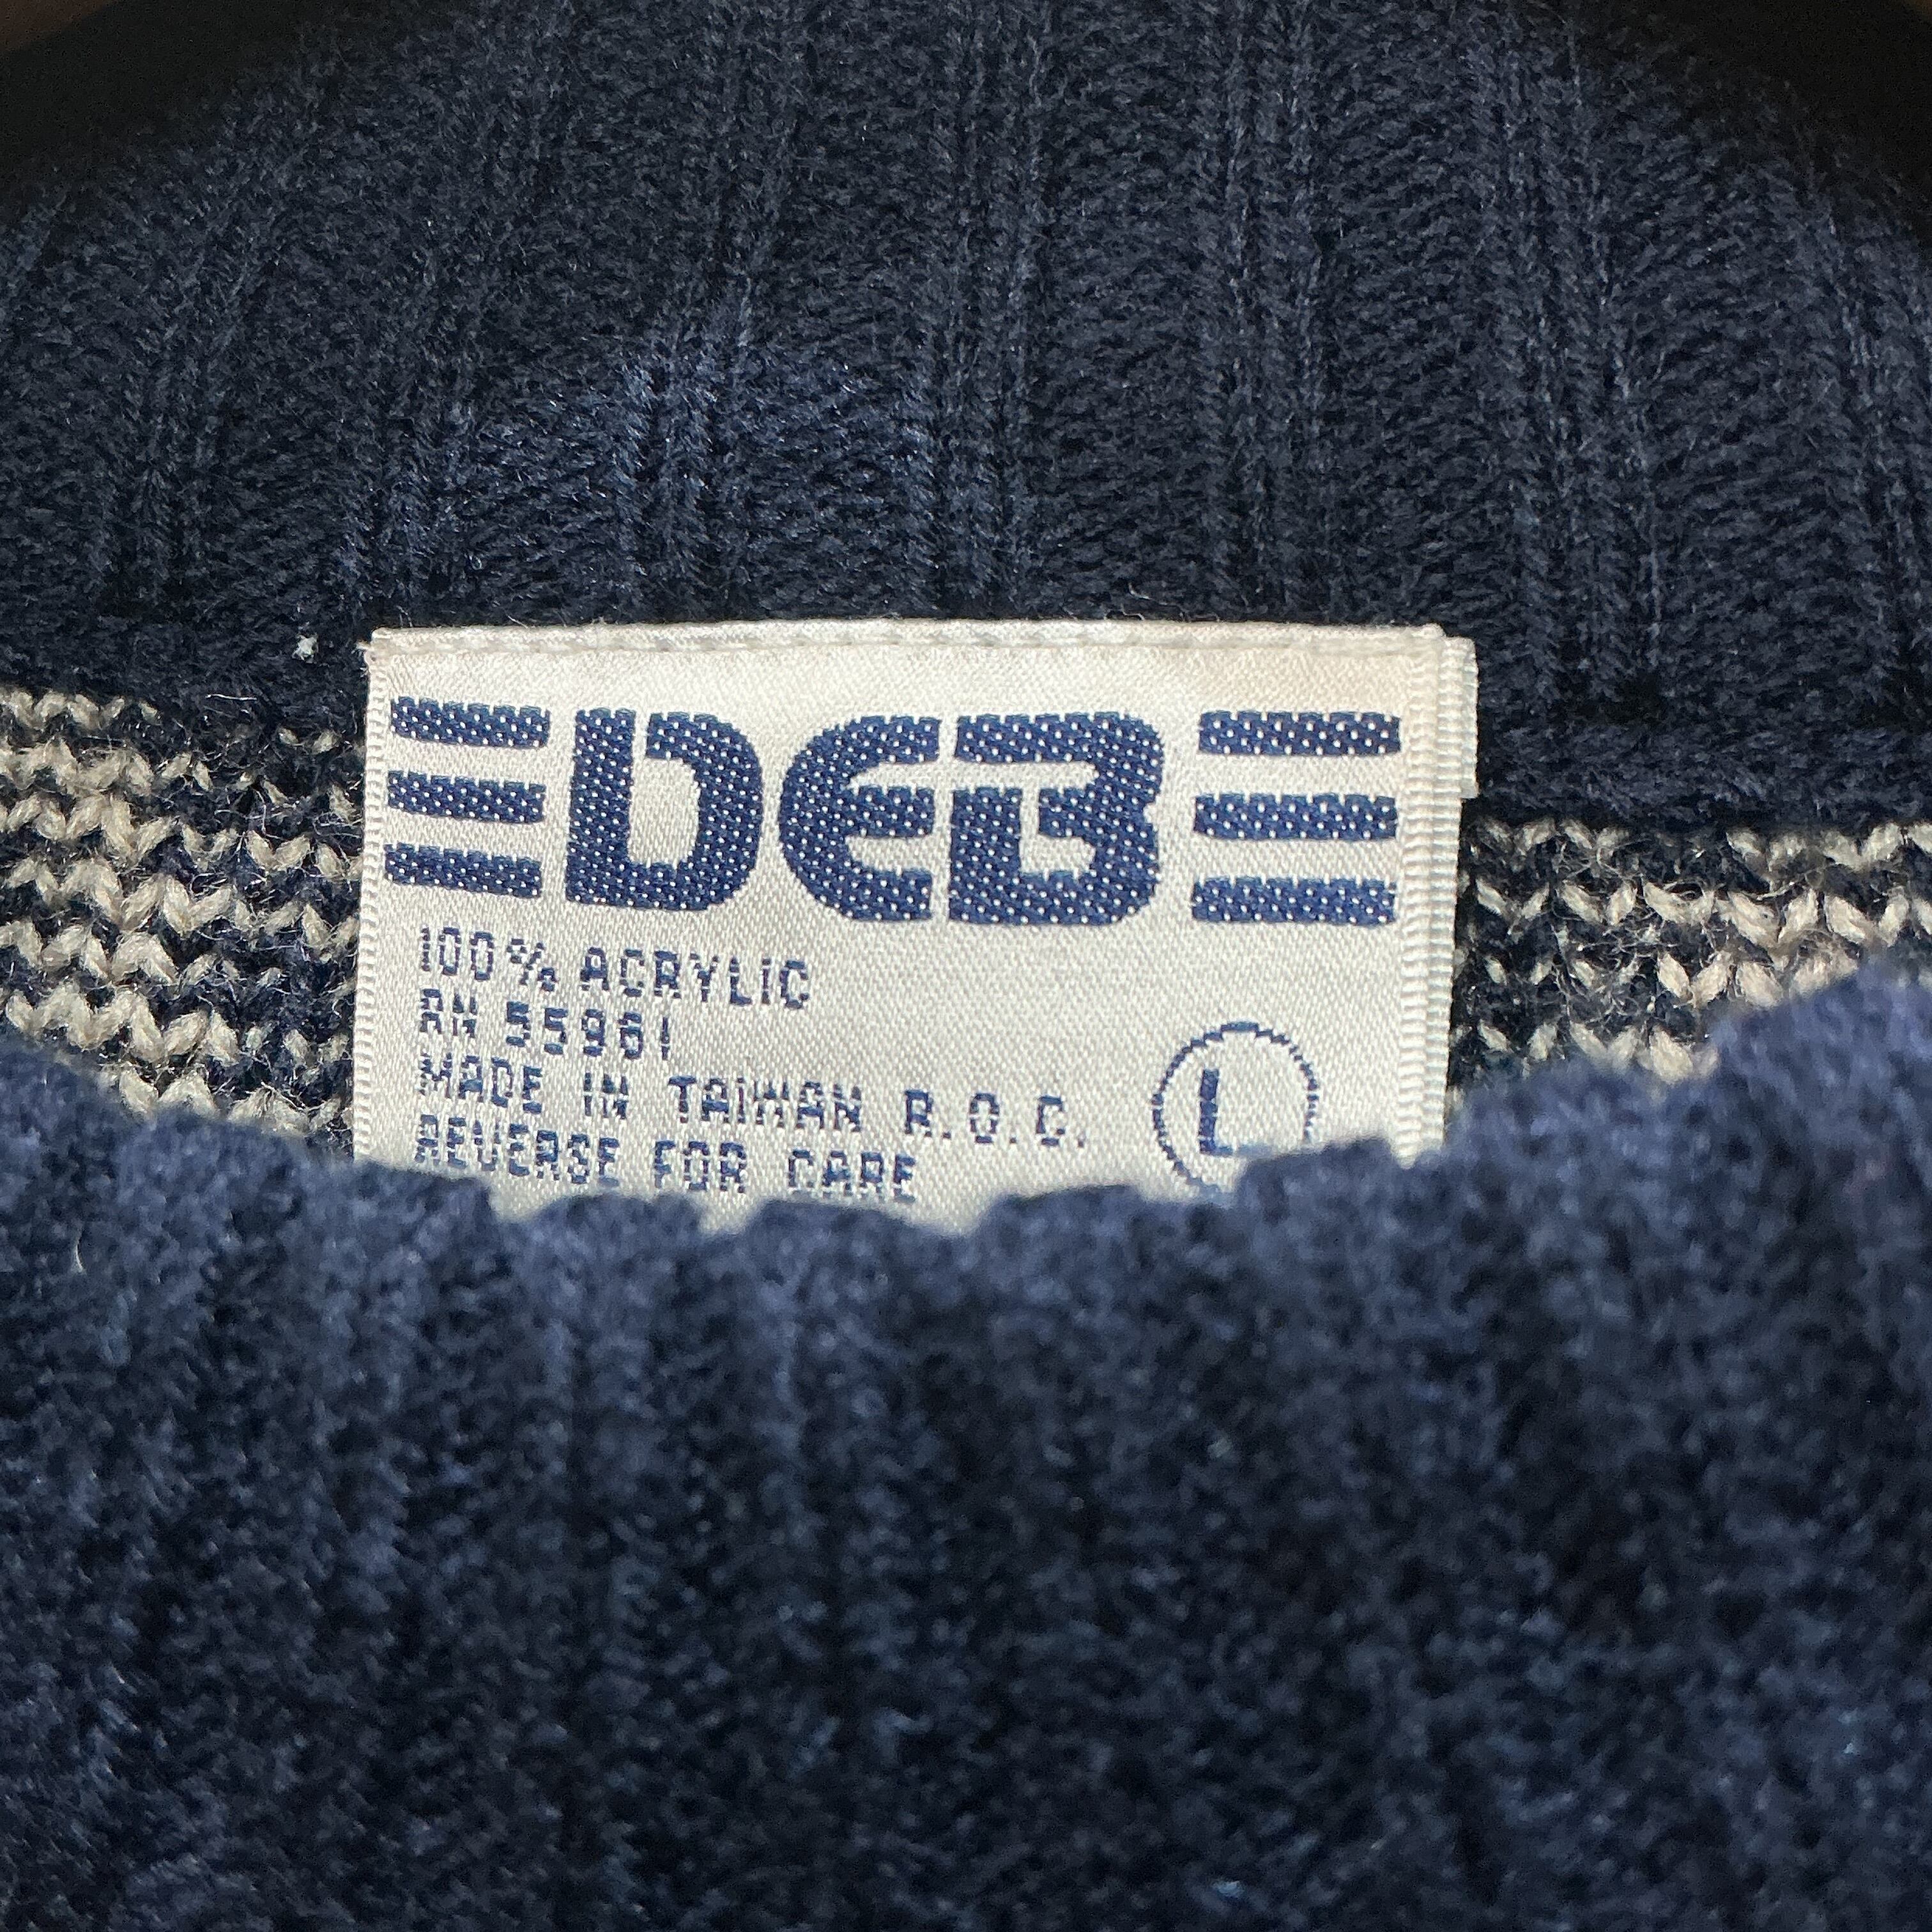 DEB
100% ACRYLIC
RN 55961
MADE IN TAIWAN R.O.C.
REVERSE FOR CARE
L